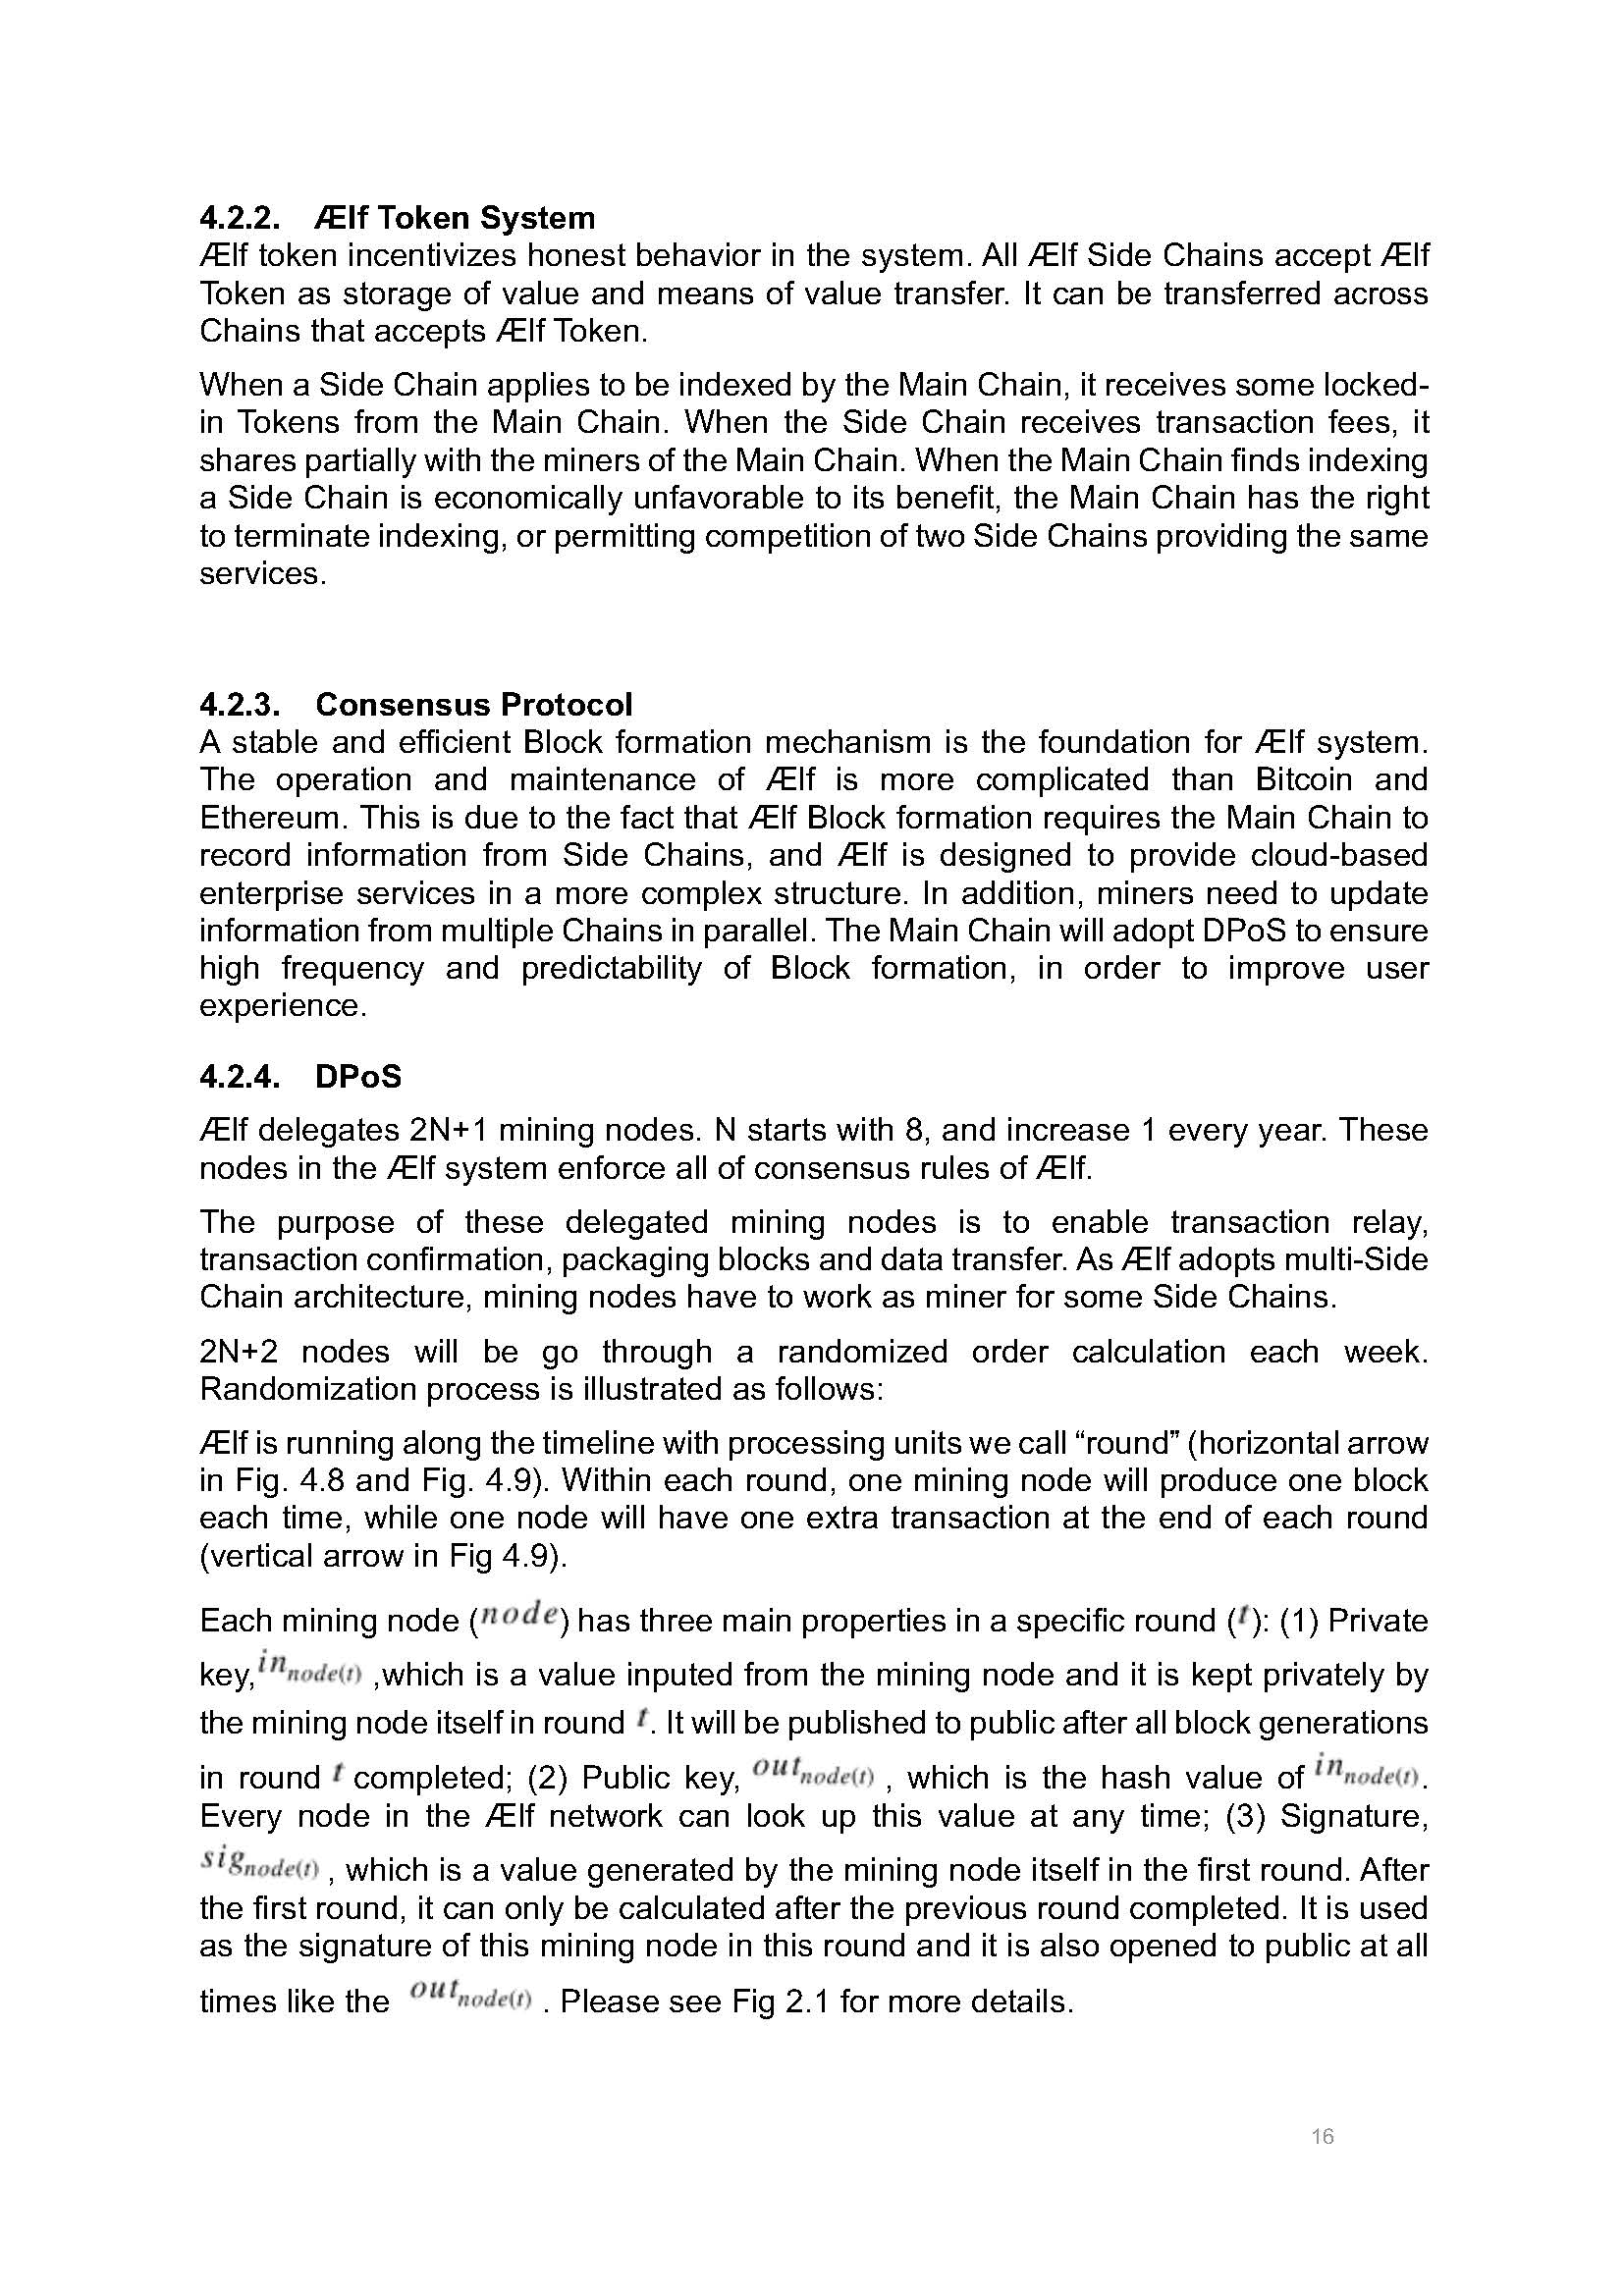 4.2.2. Ælf Token System
Ælf token incentivizes honest behavior in the system. All Ælf Side Chains accept Ælf
Token as storage of value and means of value transfer. It can be transferred across
Chains that accepts Ælf Token.
When a Side Chain applies to be indexed by the Main Chain, it receives some locked-
in Tokens from the Main Chain. When the Side Chain receives transaction fees, it
shares partially with the miners of the Main Chain. When the Main Chain finds indexing
a Side Chain is economically unfavorable to its benefit, the Main Chain has the right
to terminate indexing, or permitting competition of two Side Chains providing the same
services.
4.2.3. Consensus Protocol
A stable and efficient Block formation mechanism is the foundation for Ælf system.
The operation and maintenance of Ælf is more complicated than Bitcoin and
Ethereum. This is due to the fact that Ælf Block formation requires the Main Chain to
record information from Side Chains, and Ælf is designed to provide cloud-based
enterprise services in a more complex structure. In addition, miners need to update
information from multiple Chains in parallel. The Main Chain will adopt DPoS to ensure
high frequency and predictability of Block formation, in order to improve user
experience.
4.2.4. DPoS
Ælf delegates 2N+1 mining nodes. N starts with 8, and increase 1 every year. These
nodes in the Ælf system enforce all of consensus rules of Ælf.
The purpose of these delegated mining nodes is to enable transaction relay,
transaction confirmation, packaging blocks and data transfer. As Ælf adopts multi-Side
Chain architecture, mining nodes have to work as miner for some Side Chains.
2N+2 nodes will be go through a randomized order calculation each week.
Randomization process is illustrated as follows:
Ælf is running along the timeline with processing units we call “round” (horizontal arrow
in Fig. 4.8 and Fig. 4.9). Within each round, one mining node will produce one block
each time, while one node will have one extra transaction at the end of each round
(vertical arrow in Fig 4.9).
Each mining node (node) has three main properties in a specific round (t): (1) Private
key, in node(t) ,which is a value inputed from the mining node and it is kept privately by
the mining node itself in round t. It will be published to public after all block generations
in round t completed; (2) Public key, out node(t) , which is the hash value of in node(t).
Every node in the Ælf network can look up this value at any time; (3) Signature,
sig node(t) , which is a value generated by the mining node itself in the first round. After
the first round, it can only be calculated after the previous round completed. It is used
as the signature of this mining node in this round and it is also opened to public at all
times like the out node(t) . Please see Fig 2.1 for more details.
16